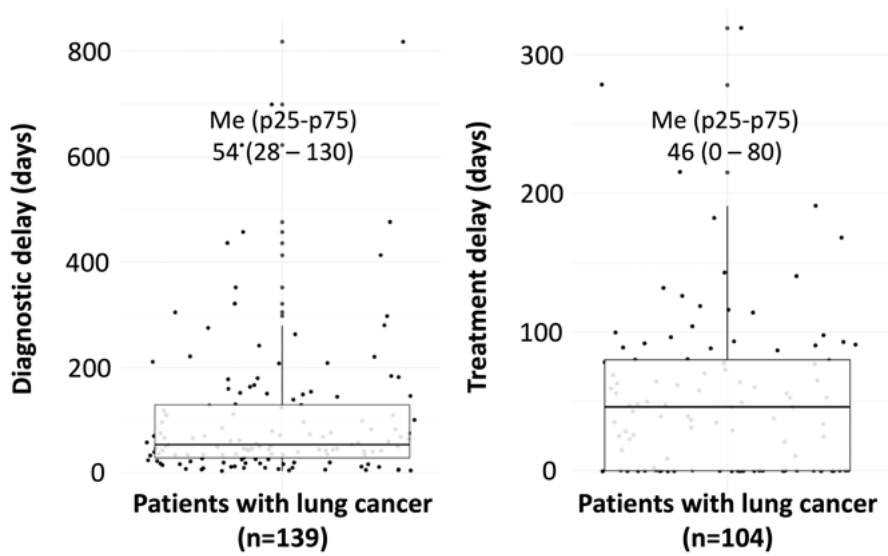 Diagnostic delay (days)
800
600
400
200
0
Me (p25-p75)
54 (28 – 130)
Patients with lung cancer
(n=139)
Treatment delay (days)
300
200
100
0
Me (p25-p75)
46 (0 – 80)
Patients with lung cancer
(n=104)